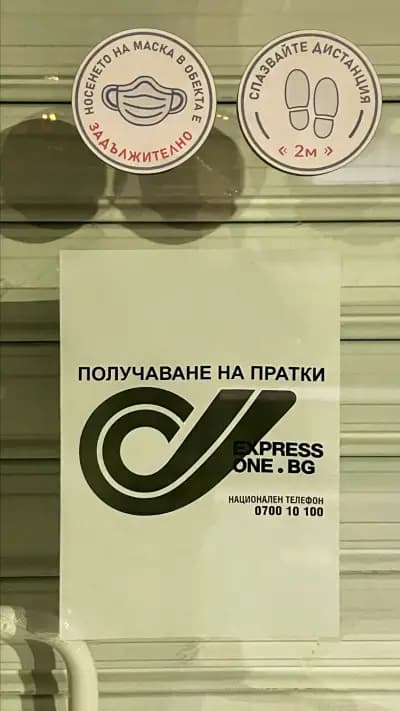 НОСЕНЕТО НА МАСКА В ОБЕКТА Е
ЗАДЪЛЖИТЕЛНО
СПАЗВАЙТЕ ДИСТАНЦИЯ
« 2м »
ПОЛУЧАВАНЕ НА ПРАТКИ
EXPRESS
ONE.BG
НАЦИОНАЛЕН ТЕЛЕФОН
0700 10 100